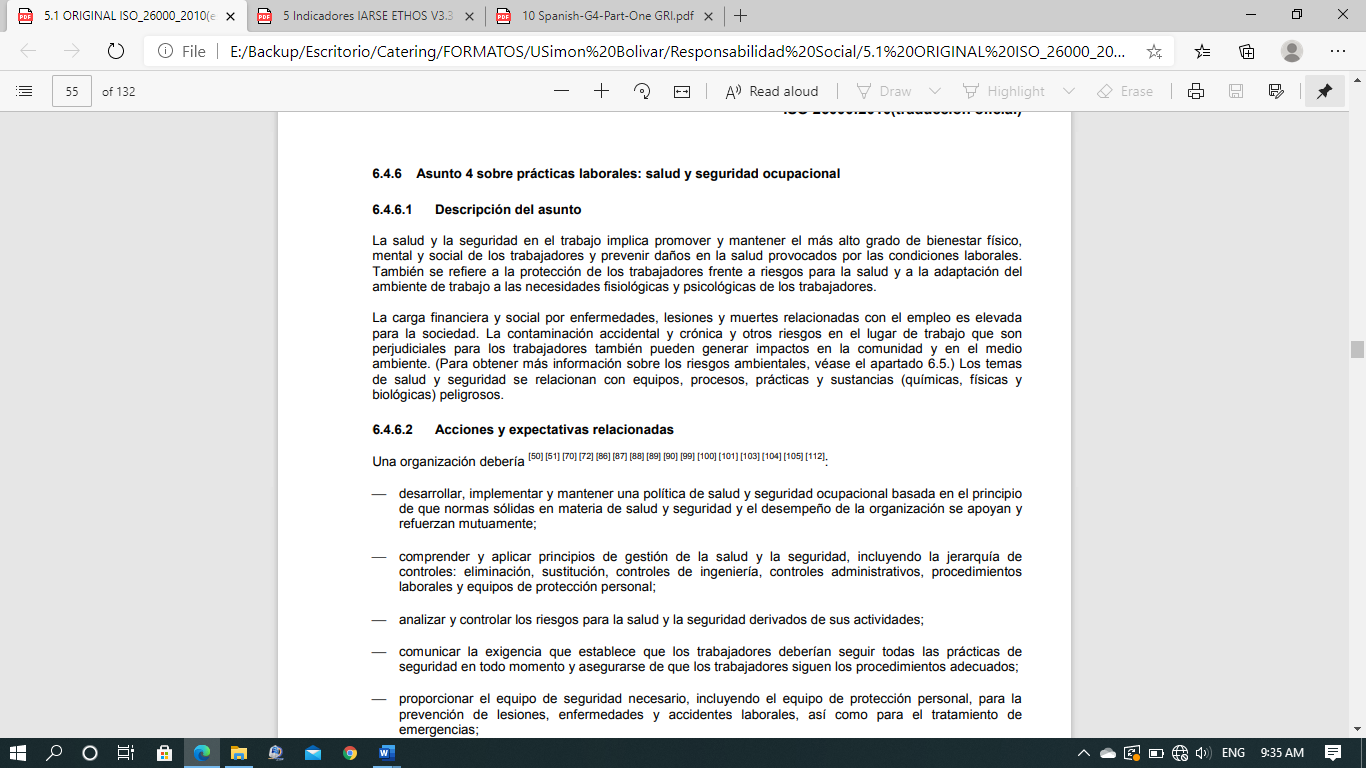 5.1 ORIGINAL ISO_26000_2010(e
5 Indicadores IARSE ETHOS V3.3
10 Spanish-G4-Part-One GRI.pdf
File
E:/Backup/Escritorio/Catering/FORMATOS/USimon%20Bolivar/Responsabilidad%20Social/5.1%20ORIGINAL%20ISO_26000_20...
55 of 132
Read aloud
Draw
Highlight
Erase
ISO 26000:2010(traducción oficial)
6.4.6 Asunto 4 sobre prácticas laborales: salud y seguridad ocupacional
6.4.6.1 Descripción del asunto
La salud y la seguridad en el trabajo implica promover y mantener el más alto grado de bienestar físico,
mental y social de los trabajadores y prevenir daños en la salud provocados por las condiciones laborales.
También se refiere a la protección de los trabajadores frente a riesgos para la salud y a la adaptación del
ambiente de trabajo a las necesidades fisiológicas y psicológicas de los trabajadores.
La carga financiera y social por enfermedades, lesiones y muertes relacionadas con el empleo es elevada
para la sociedad. La contaminación accidental y crónica y otros riesgos en el lugar de trabajo que son
perjudiciales para los trabajadores también pueden generar impactos en la comunidad y en el medio
ambiente. (Para obtener más información sobre los riesgos ambientales, véase el apartado 6.5.) Los temas
de salud y seguridad se relacionan con equipos, procesos, prácticas y sustancias (químicas, físicas y
biológicas) peligrosos.
6.4.6.2 Acciones y expectativas relacionadas
Una organización debería [50] [51] [70] [72] [86] [87] [88] [89] [90] [99] [100] [101] [103] [104] [105] [112]:
— desarrollar, implementar y mantener una política de salud y seguridad ocupacional basada en el principio
de que normas sólidas en materia de salud y seguridad y el desempeño de la organización se apoyan y
refuerzan mutuamente;
— comprender y aplicar principios de gestión de la salud y la seguridad, incluyendo la jerarquía de
controles: eliminación, sustitución, controles de ingeniería, controles administrativos, procedimientos
laborales y equipos de protección personal;
— analizar y controlar los riesgos para la salud y la seguridad derivados de sus actividades;
— comunicar la exigencia que establece que los trabajadores deberían seguir todas las prácticas de
seguridad en todo momento y asegurarse de que los trabajadores siguen los procedimientos adecuados;
— proporcionar el equipo de seguridad necesario, incluyendo el equipo de protección personal, para la
prevención de lesiones, enfermedades y accidentes laborales, así como para el tratamiento de
emergencias;
ENG
9:35 AM